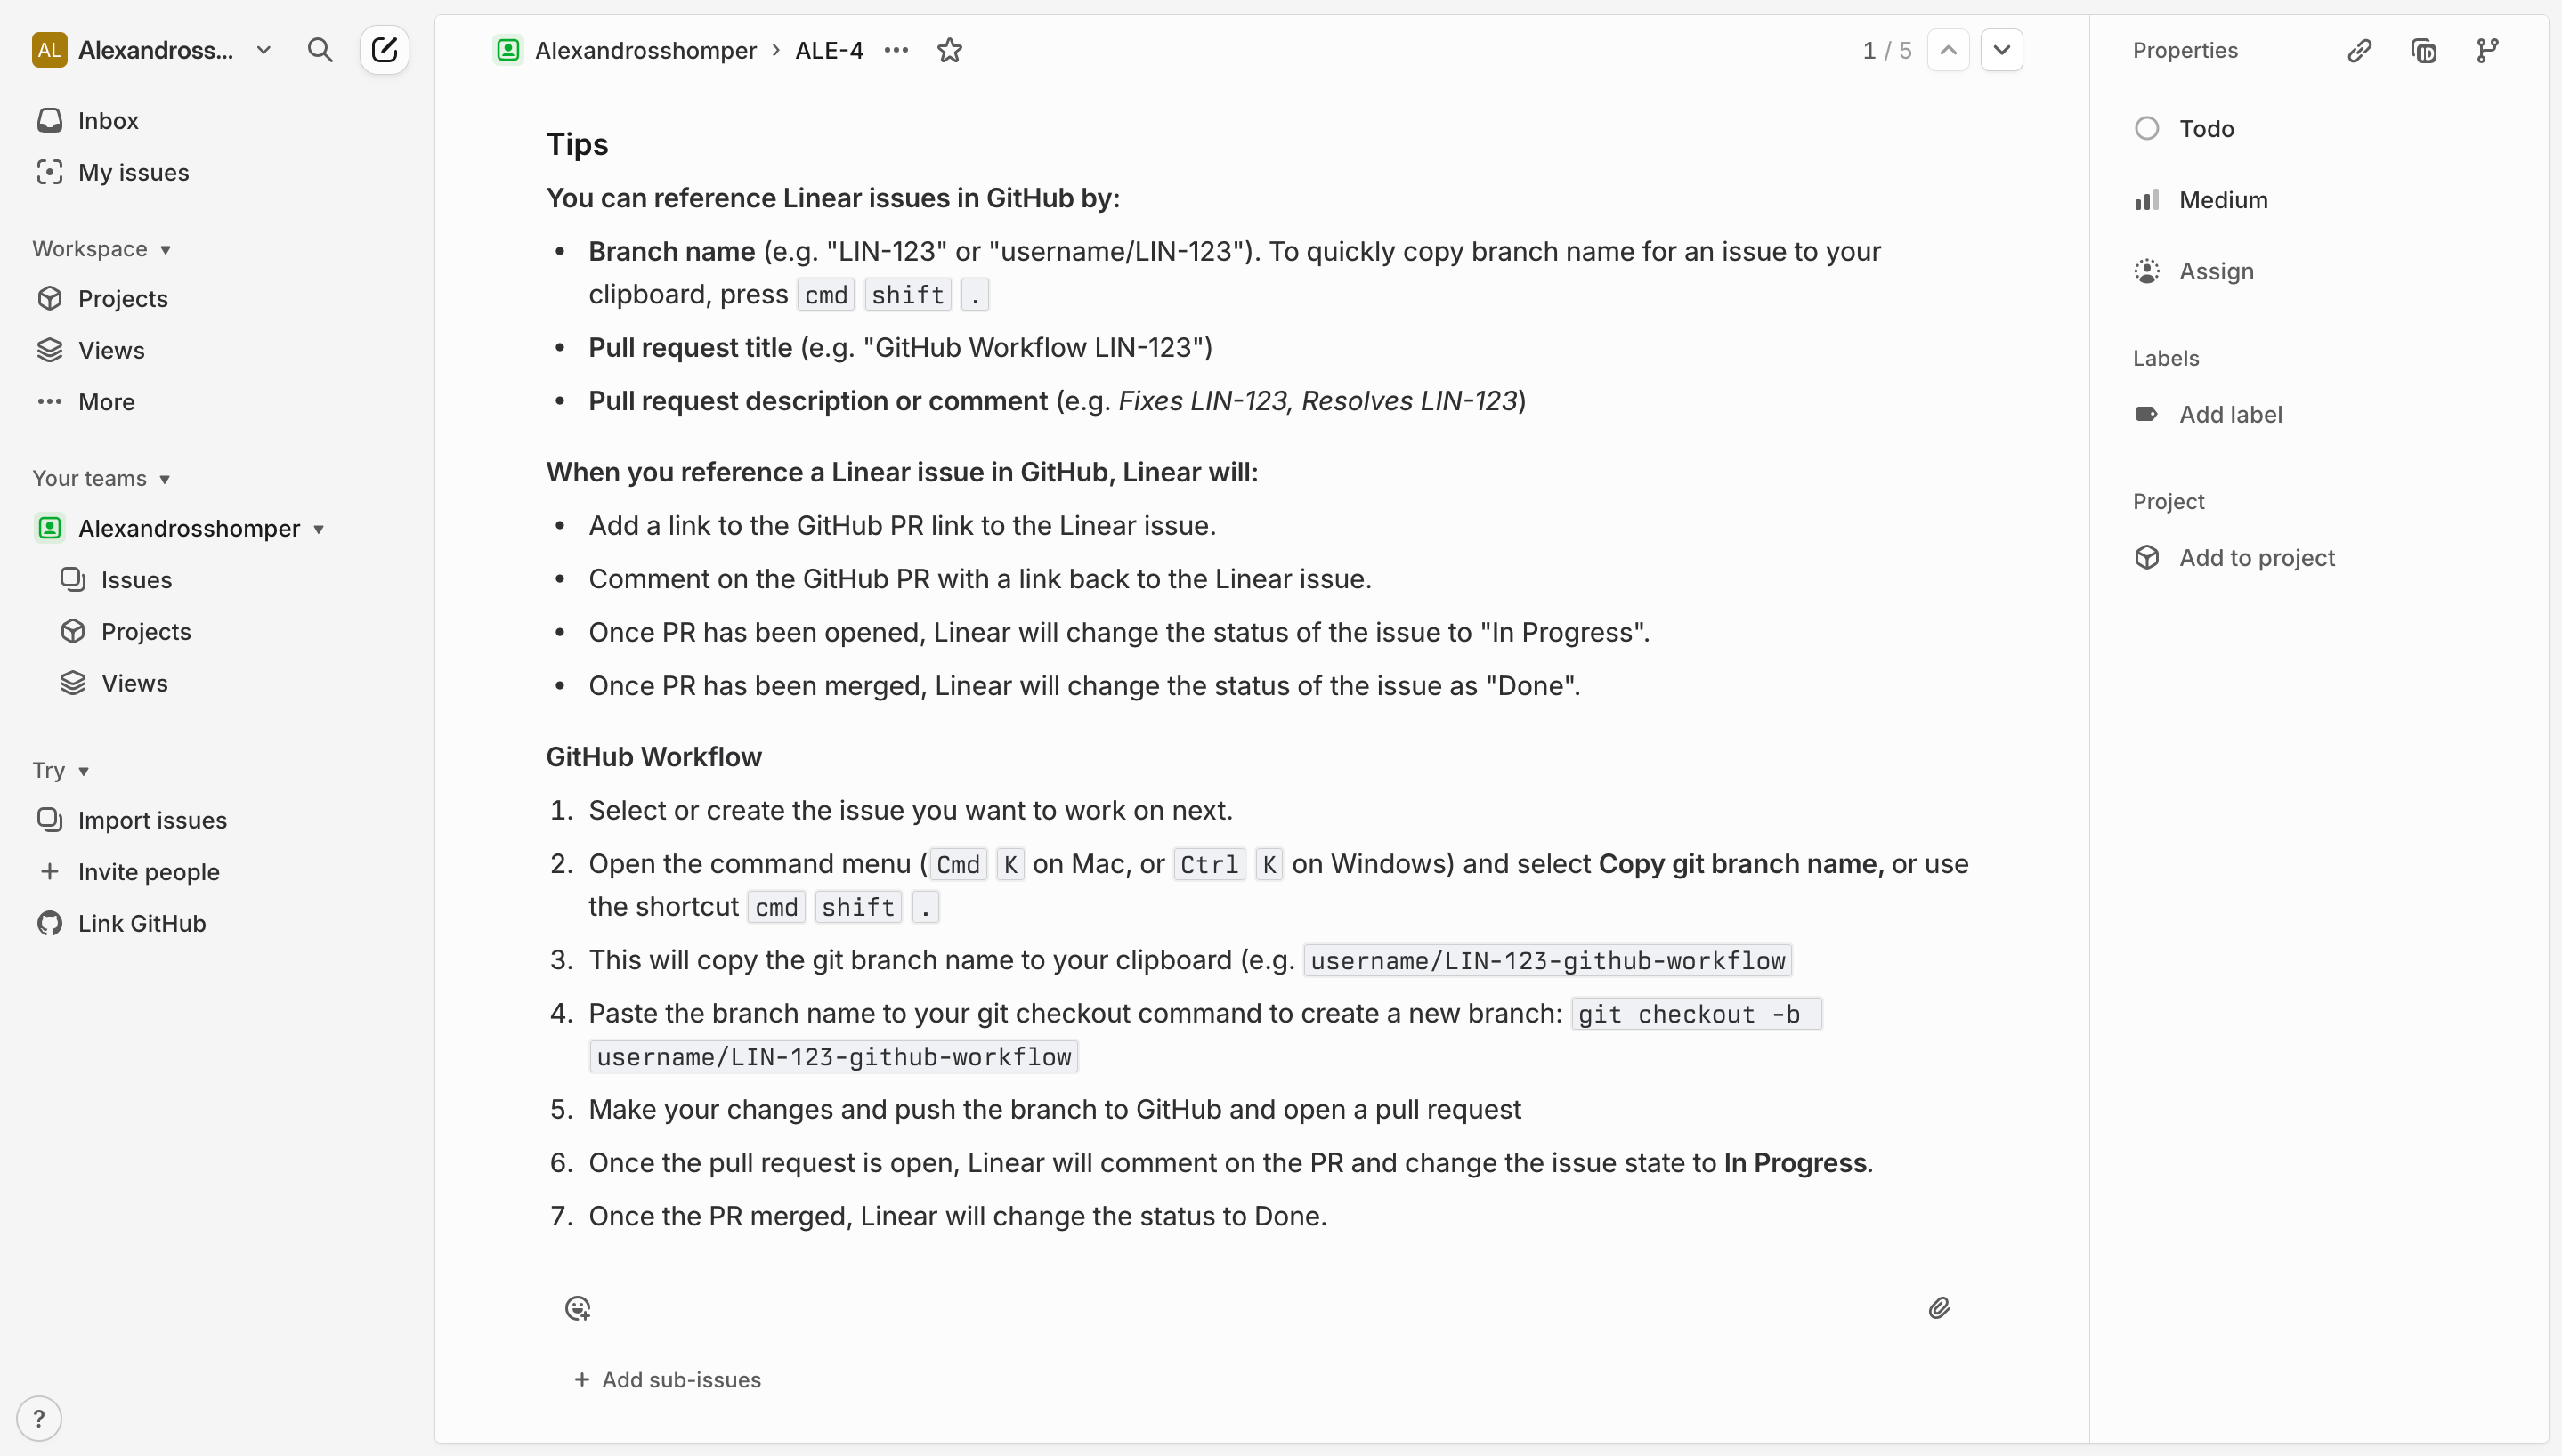 AL Alexandross...
Inbox
My issues
Workspace
Projects
Views
More
Your teams
Alexandrosshomper
Issues
Projects
Views
Try
Import issues
Invite people
Link GitHub
?
Alexandrosshomper › ALE-4
1 / 5
Tips
You can reference Linear issues in GitHub by:
• Branch name (e.g. "LIN-123" or "username/LIN-123"). To quickly copy branch name for an issue to your
clipboard, press cmd shift .
• Pull request title (e.g. "GitHub Workflow LIN-123")
• Pull request description or comment (e.g. Fixes LIN-123, Resolves LIN-123)
When you reference a Linear issue in GitHub, Linear will:
• Add a link to the GitHub PR link to the Linear issue.
• Comment on the GitHub PR with a link back to the Linear issue.
• Once PR has been opened, Linear will change the status of the issue to "In Progress".
• Once PR has been merged, Linear will change the status of the issue as "Done".
GitHub Workflow
1. Select or create the issue you want to work on next.
2. Open the command menu (Cmd K on Mac, or Ctrl K on Windows) and select Copy git branch name, or use
the shortcut cmd shift .
3. This will copy the git branch name to your clipboard (e.g. username/LIN-123-github-workflow
4. Paste the branch name to your git checkout command to create a new branch: git checkout -b
username/LIN-123-github-workflow
5. Make your changes and push the branch to GitHub and open a pull request
6. Once the pull request is open, Linear will comment on the PR and change the issue state to In Progress.
7. Once the PR merged, Linear will change the status to Done.
+ Add sub-issues
Properties
ID
Todo
Medium
Assign
Labels
Add label
Project
Add to project